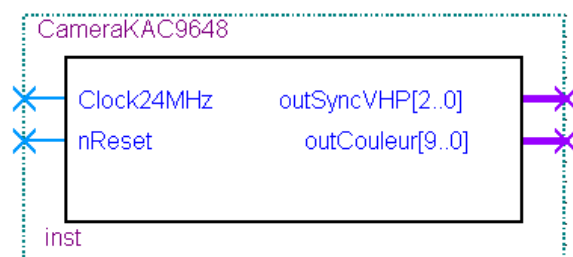 CameraKAC9648
Clock24MHz outSyncVHP[2..0]
nReset outCouleur[9..0]
inst